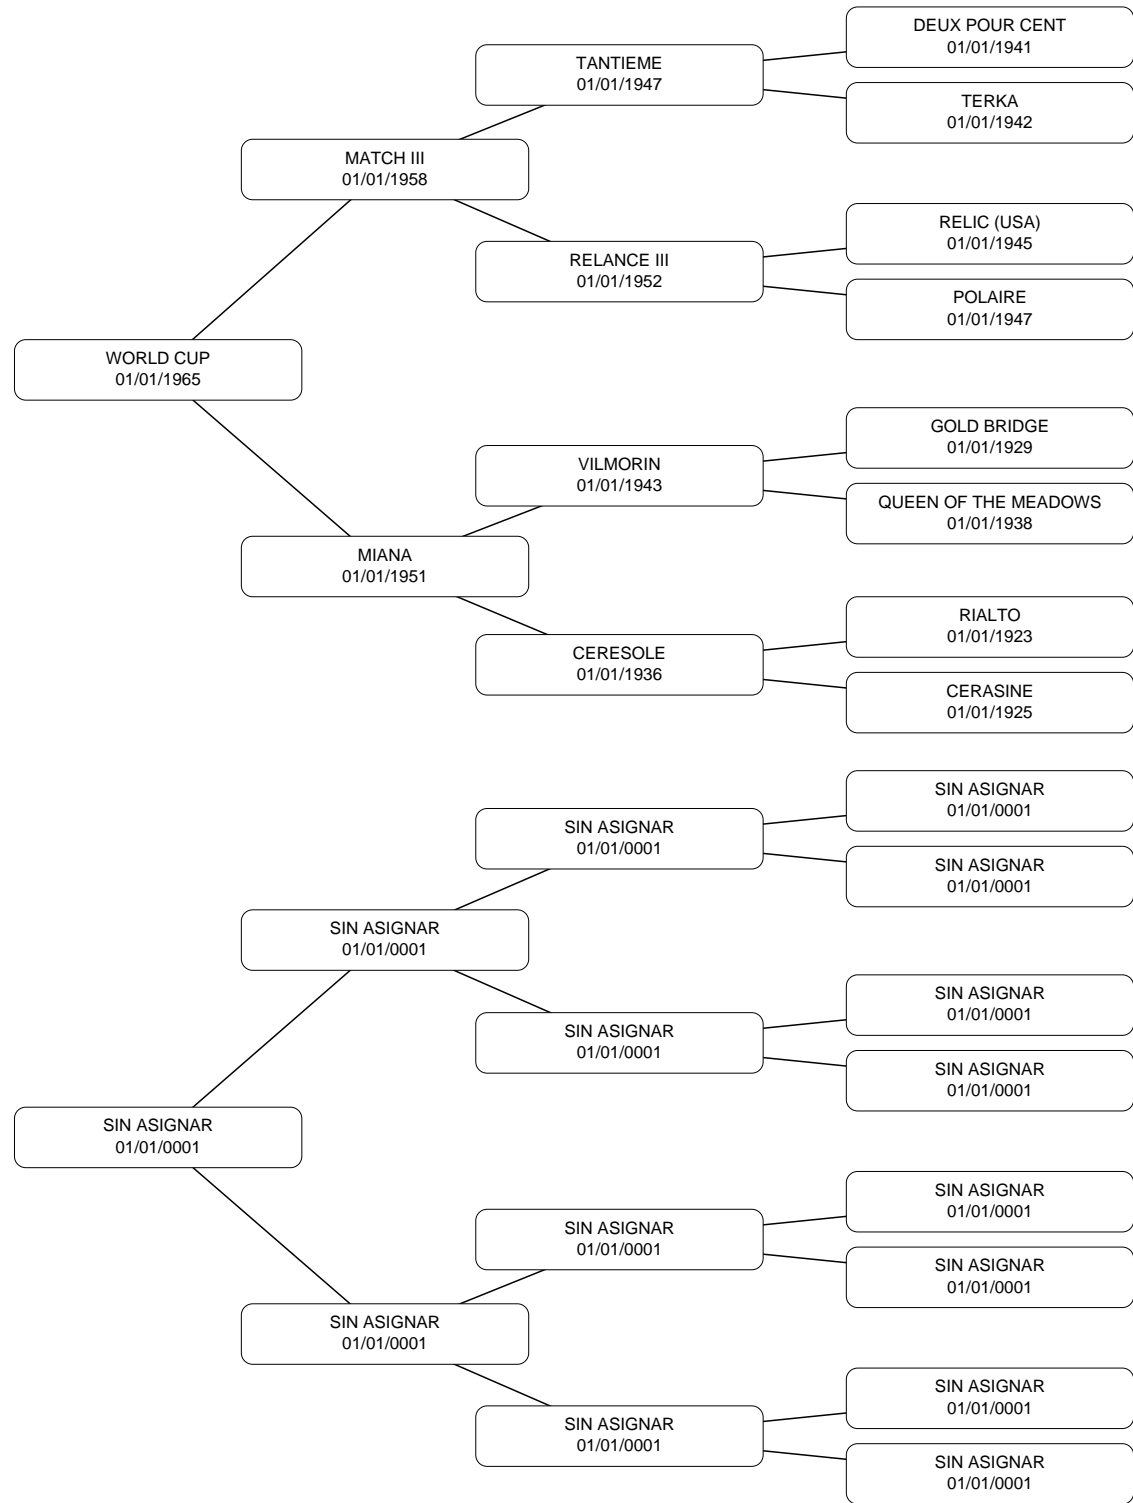 DEUX POUR CENT
01/01/1941
TANTIEME
01/01/1947
TERKA
01/01/1942
MATCH III
01/01/1958
RELIC (USA)
01/01/1945
RELANCE III
01/01/1952
POLAIRE
01/01/1947
WORLD CUP
01/01/1965
GOLD BRIDGE
01/01/1929
VILMORIN
01/01/1943
QUEEN OF THE MEADOWS
01/01/1938
MIANA
01/01/1951
RIALTO
01/01/1923
CERESOLE
01/01/1936
CERASINE
01/01/1925
SIN ASIGNAR
01/01/0001
SIN ASIGNAR
01/01/0001
SIN ASIGNAR
01/01/0001
SIN ASIGNAR
01/01/0001
SIN ASIGNAR
01/01/0001
SIN ASIGNAR
01/01/0001
SIN ASIGNAR
01/01/0001
SIN ASIGNAR
01/01/0001
SIN ASIGNAR
01/01/0001
SIN ASIGNAR
01/01/0001
SIN ASIGNAR
01/01/0001
SIN ASIGNAR
01/01/0001
SIN ASIGNAR
01/01/0001
SIN ASIGNAR
01/01/0001
SIN ASIGNAR
01/01/0001